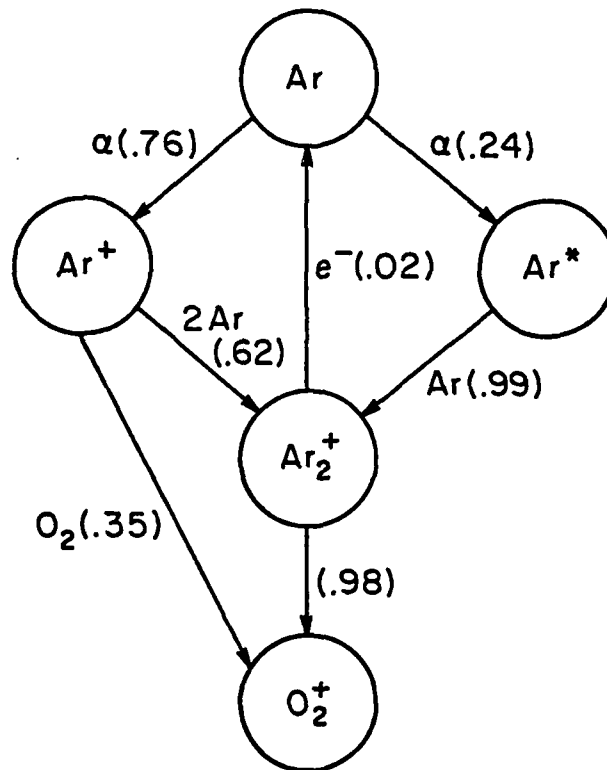 Ar
α(.76)
α(.24)
Ar⁺
e⁻(.02)
Ar*
2Ar
(.62)
Ar(.99)
Ar₂⁺
O₂(.35)
(.98)
O₂⁺